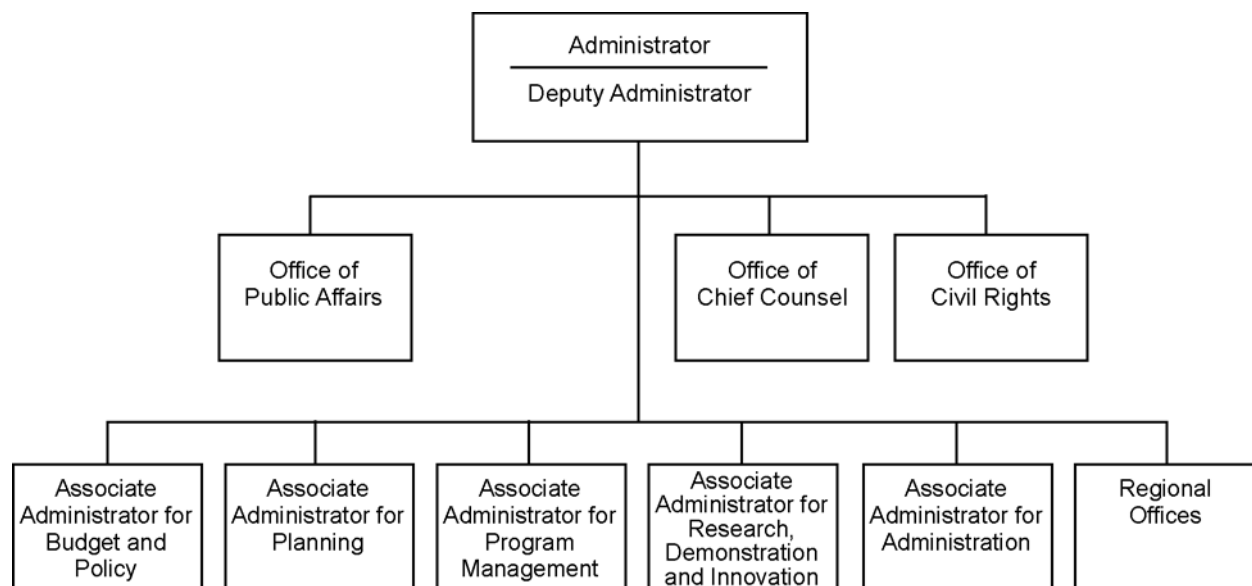 Administrator
Deputy Administrator
Office of
Public Affairs
Office of
Chief Counsel
Office of
Civil Rights
Associate
Administrator for
Budget and
Policy
Associate
Administrator for
Planning
Associate
Administrator for
Program
Management
Associate
Administrator for
Research,
Demonstration
and Innovation
Associate
Administrator for
Administration
Regional
Offices